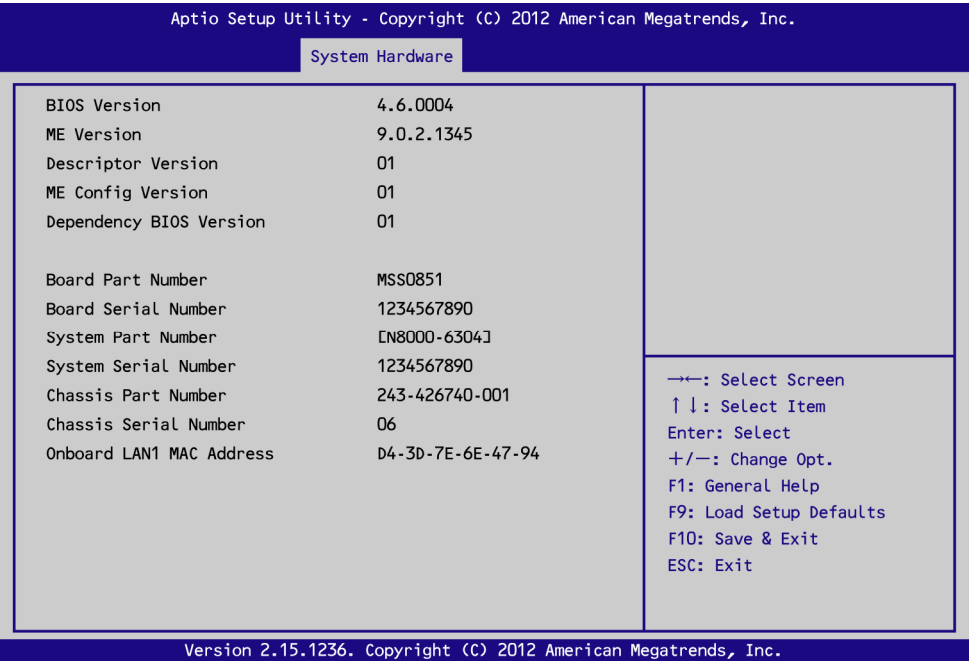 Aptio Setup Utility - Copyright (C) 2012 American Megatrends, Inc.
System Hardware
BIOS Version 4.6.0004
ME Version 9.0.2.1345
Descriptor Version 01
ME Config Version 01
Dependency BIOS Version 01
Board Part Number MSS0851
Board Serial Number 1234567890
System Part Number [N8000-6304]
System Serial Number 1234567890
Chassis Part Number 243-426740-001
Chassis Serial Number 06
Onboard LAN1 MAC Address D4-3D-7E-6E-47-94
→←: Select Screen
↑↓: Select Item
Enter: Select
+/-: Change Opt.
F1: General Help
F9: Load Setup Defaults
F10: Save & Exit
ESC: Exit
Version 2.15.1236. Copyright (C) 2012 American Megatrends, Inc.